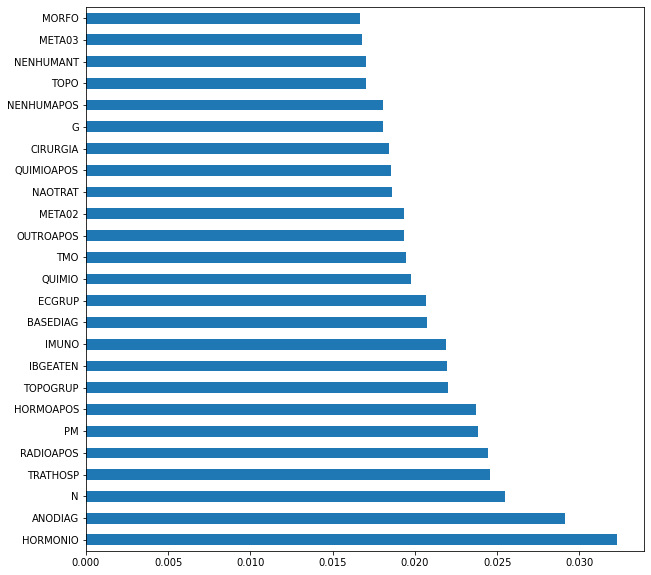 MORFO
META03
NENHUMANT
TOPO
NENHUMAPOS
G
CIRURGIA
QUIMIOAPOS
NAOTRAT
META02
OUTROAPOS
TMO
QUIMIO
ECGRUP
BASEDIAG
IMUNO
IBGEATEN
TOPOGRUP
HORMOAPOS
PM
RADIOAPOS
TRATHOSP
N
ANODIAG
HORMONIO
0.000 0.005 0.010 0.015 0.020 0.025 0.030